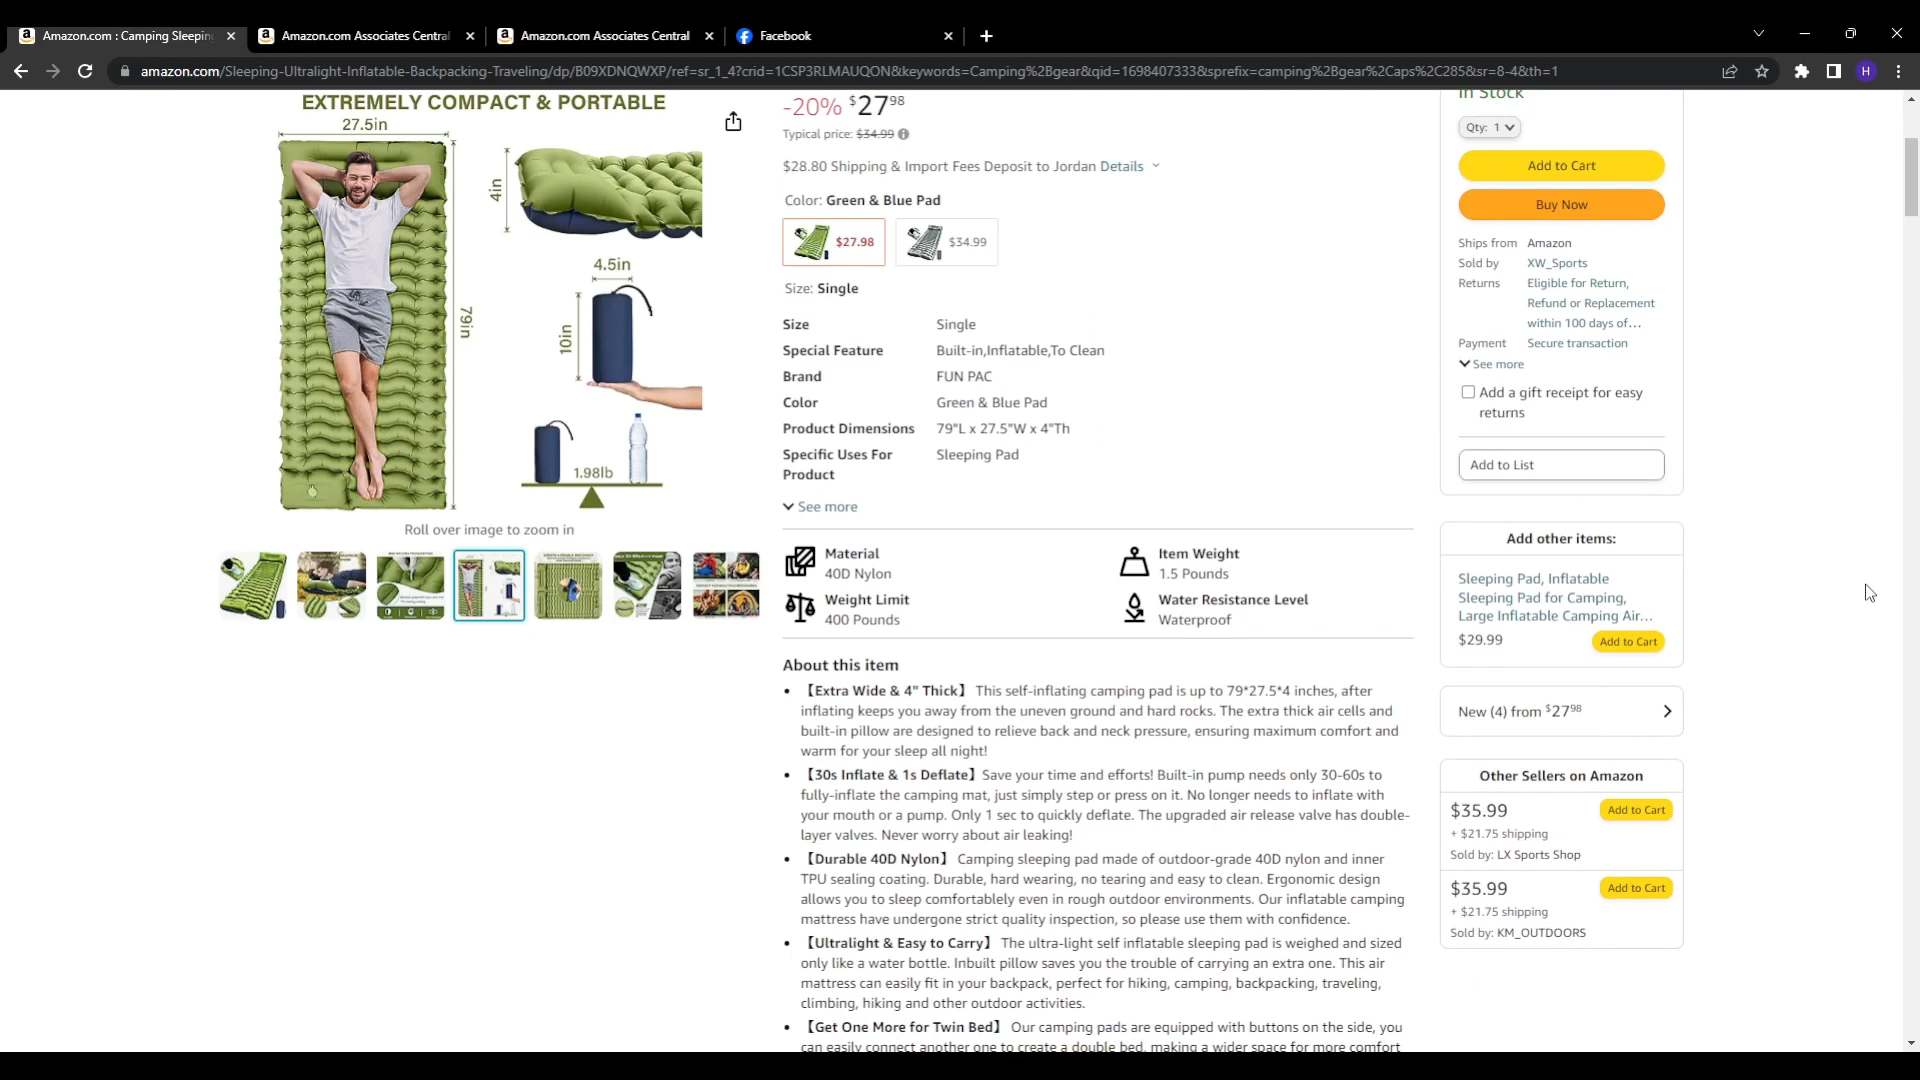 Amazon.com : Camping Sleeping
Amazon.com Associates Central
Amazon.com Associates Central
Facebook
amazon.com/Sleeping-Ultralight-Inflatable-Backpacking-Traveling/dp/B09XDNQWXP/ref=sr_1_4?crid=1CSP3RLMAUQON&keywords=Camping%2Bgear&qid=1698407333&sprefix=camping%2Bgear%2Caps%2C285&sr=8-4&th=1
H
EXTREMELY COMPACT & PORTABLE
27.5in
4in
79in
4.5in
10in
1.98lb
Roll over image to zoom in
-20% $27.98
Typical price: $34.99
$28.80 Shipping & Import Fees Deposit to Jordan Details
Color: Green & Blue Pad
$27.98
$34.99
Size: Single
Size Single
Special Feature Built-in,Inflatable,To Clean
Brand FUN PAC
Color Green & Blue Pad
Product Dimensions 79"L x 27.5"W x 4"Th
Specific Uses For Sleeping Pad
Product
See more
Material
40D Nylon
Item Weight
1.5 Pounds
Weight Limit
400 Pounds
Water Resistance Level
Waterproof
About this item
• 【Extra Wide & 4" Thick】 This self-inflating camping pad is up to 79*27.5*4 inches, after
inflating keeps you away from the uneven ground and hard rocks. The extra thick air cells and
built-in pillow are designed to relieve back and neck pressure, ensuring maximum comfort and
warm for your sleep all night!
• 【30s Inflate & 1s Deflate】 Save your time and efforts! Built-in pump needs only 30-60s to
fully-inflate the camping mat, just simply step or press on it. No longer needs to inflate with
your mouth or a pump. Only 1 sec to quickly deflate. The upgraded air release valve has double-
layer valves. Never worry about air leaking!
• 【Durable 40D Nylon】 Camping sleeping pad made of outdoor-grade 40D nylon and inner
TPU sealing coating. Durable, hard wearing, no tearing and easy to clean. Ergonomic design
allows you to sleep comfortablely even in rough outdoor environments. Our inflatable camping
mattress have undergone strict quality inspection, so please use them with confidence.
• 【Ultralight & Easy to Carry】 The ultra-light self inflatable sleeping pad is weighed and sized
only like a water bottle. Inbuilt pillow saves you the trouble of carrying an extra one. This air
mattress can easily fit in your backpack, perfect for hiking, camping, backpacking, traveling,
climbing, hiking and other outdoor activities.
• 【Get One More for Twin Bed】 Our camping pads are equipped with buttons on the side, you
can easily connect another one to create a double bed, making a wider space for more comfort
In Stock
Qty: 1
Add to Cart
Buy Now
Ships from Amazon
Sold by XW_Sports
Returns Eligible for Return,
Refund or Replacement
within 100 days of...
Payment Secure transaction
See more
Add a gift receipt for easy
returns
Add to List
Add other items:
Sleeping Pad, Inflatable
Sleeping Pad for Camping,
Large Inflatable Camping Air...
$29.99 Add to Cart
New (4) from $27.98
Other Sellers on Amazon
$35.99 Add to Cart
+ $21.75 shipping
Sold by: LX Sports Shop
$35.99 Add to Cart
+ $21.75 shipping
Sold by: KM_OUTDOORS